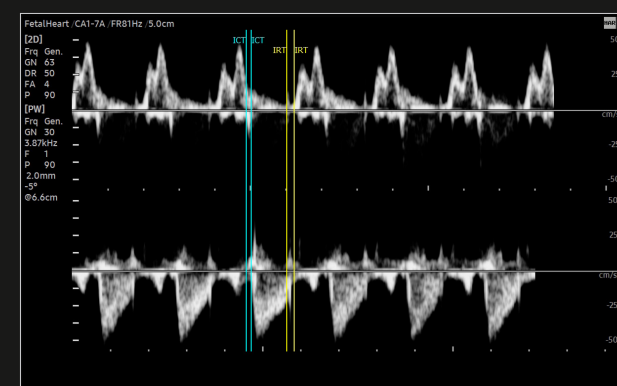 FetalHeart /CA1-7A /FR81Hz /5.0cm
[2D]
Frq Gen.
GN 63
DR 50
FA 4
P 90
[PW]
Frq Gen.
GN 30
3.87kHz
F 1
P 90
2.0mm
-5°
@6.6cm
ICT ICT
IRT IRT
50
25
cm/s
-25
-50
50
25
cm/s
-25
-50